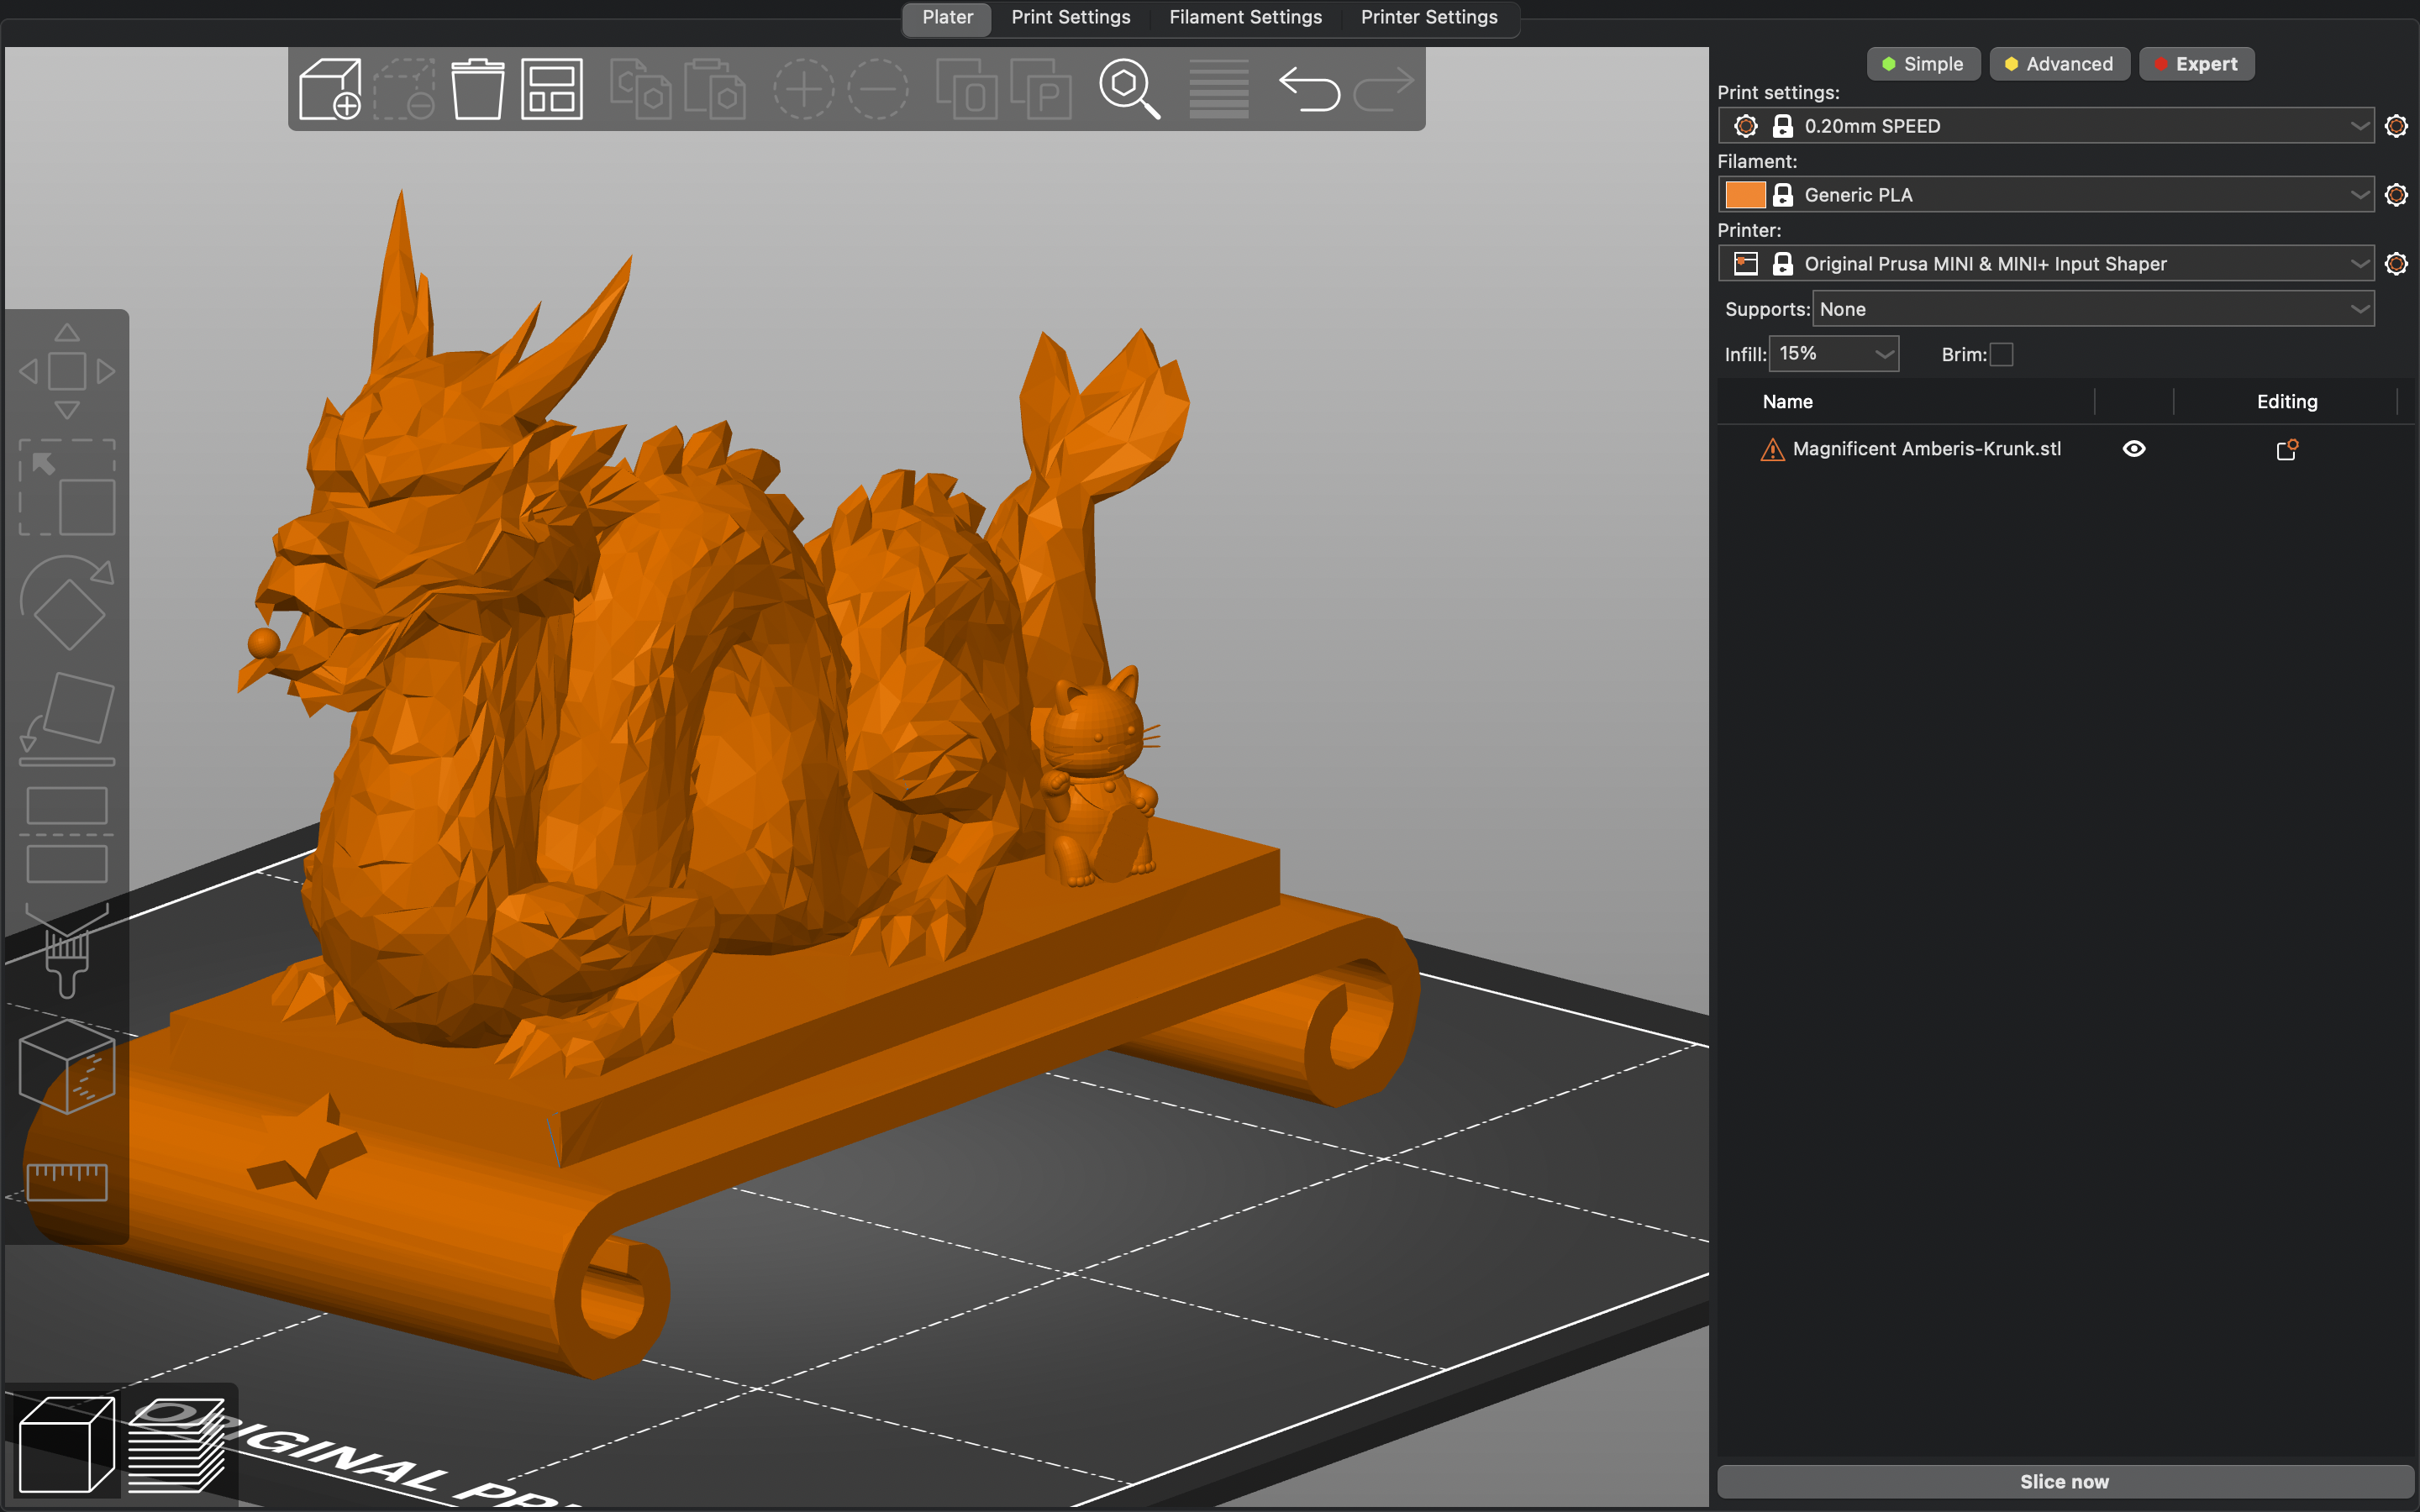 Plater Print Settings Filament Settings Printer Settings
Simple Advanced Expert
Print settings:
0.20mm SPEED
Filament:
Generic PLA
Printer:
Original Prusa MINI & MINI+ Input Shaper
Supports: None
Infill: 15% Brim:
Name Editing
Magnificent Amberis-Krunk.stl
O P
ORIGINAL
Slice now